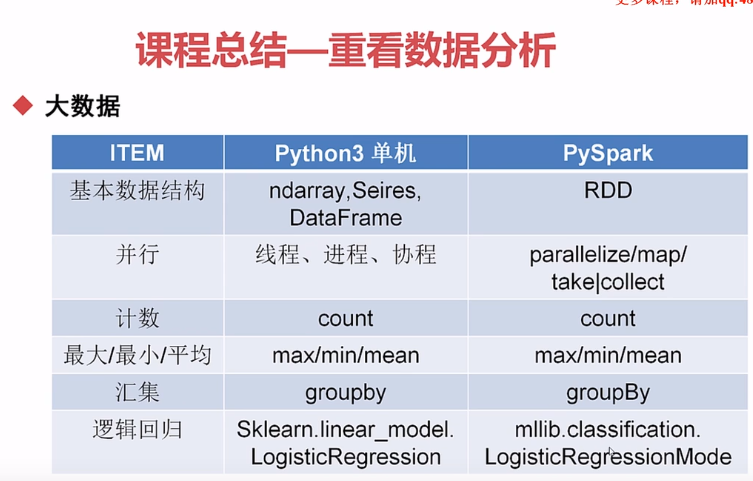 更多课程，请加qq:48
课程总结—重看数据分析
大数据
ITEM
Python3 单机
PySpark
基本数据结构
ndarray,Seires,
DataFrame
RDD
并行
线程、进程、协程
parallelize/map/
take|collect
计数
count
count
最大/最小/平均
max/min/mean
max/min/mean
汇集
groupby
groupBy
逻辑回归
Sklearn.linear_model.
LogisticRegression
mllib.classification.
LogisticRegressionMode